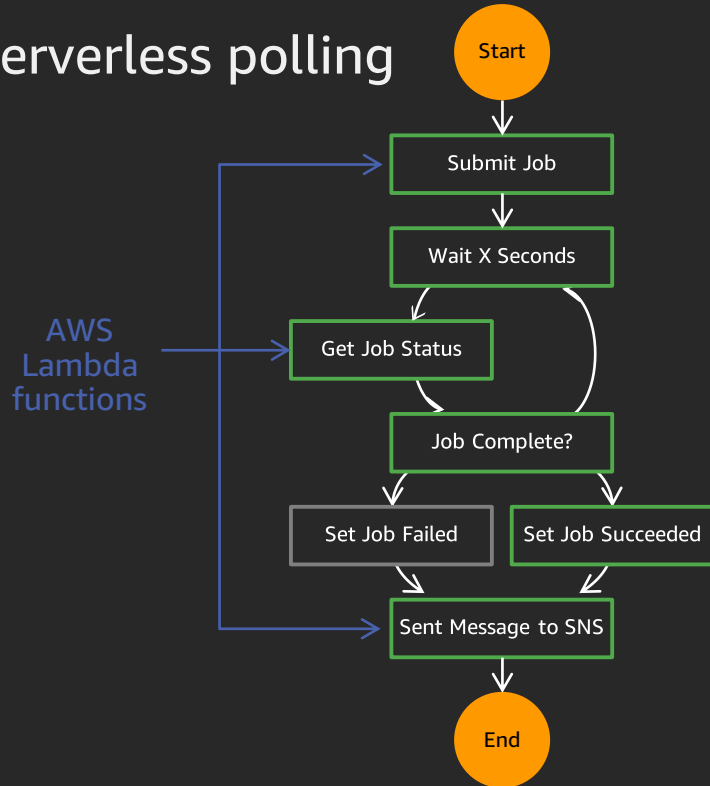 erverless polling
Start
Submit Job
Wait X Seconds
AWS
Lambda
functions
Get Job Status
Job Complete?
Set Job Failed
Set Job Succeeded
Sent Message to SNS
End